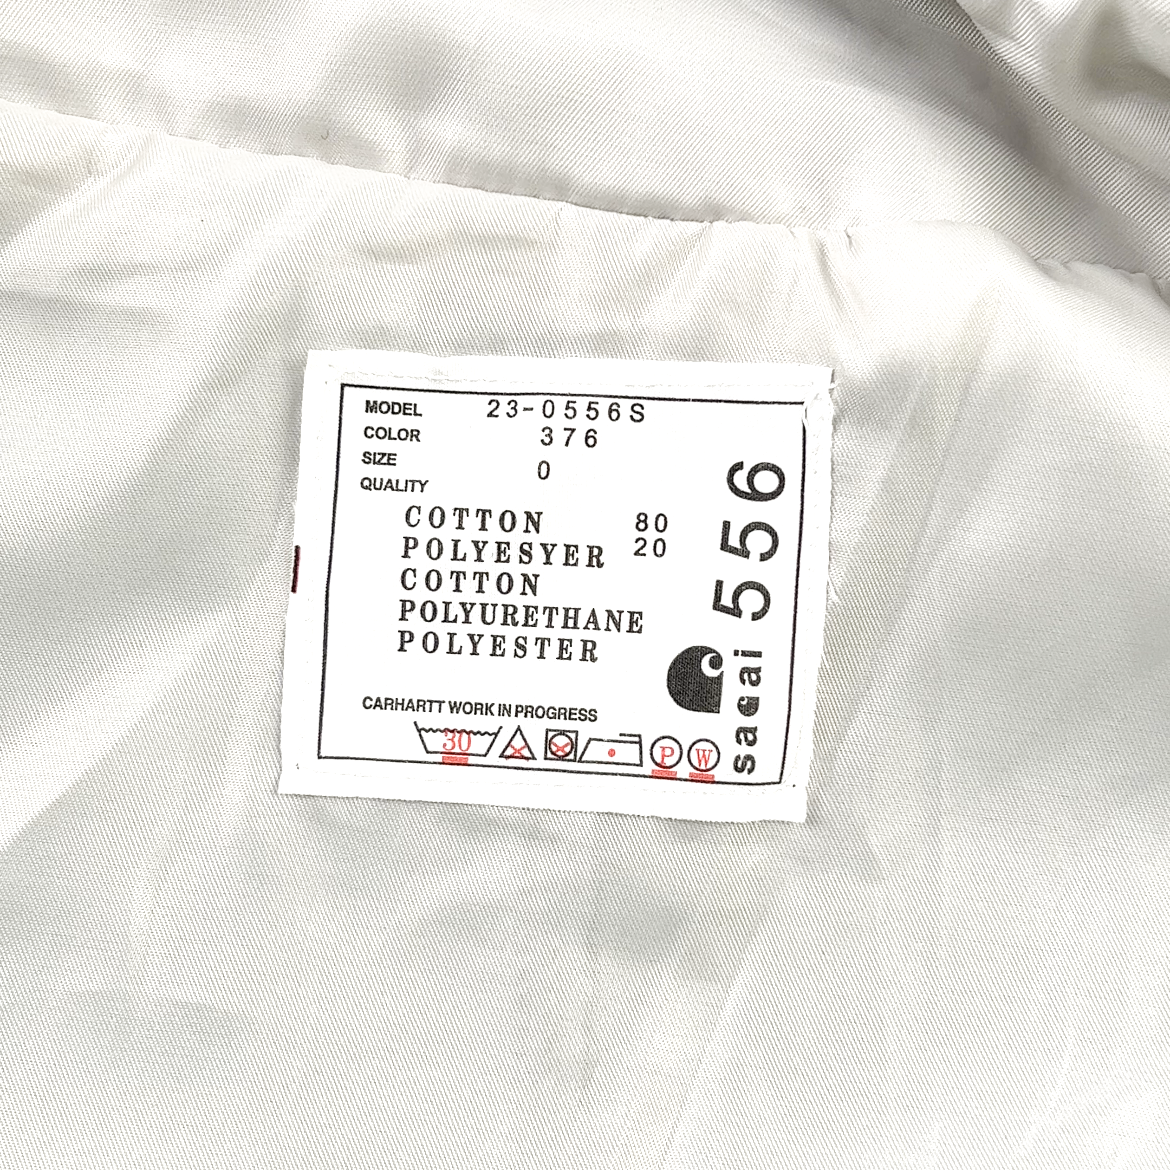 MODEL 23-0556S
COLOR 376
SIZE 0
QUALITY
COTTON 80
POLYESYER 20
COTTON
POLYURETHANE
POLYESTER
CARHARTT WORK IN PROGRESS
30
P
W
sacai 556